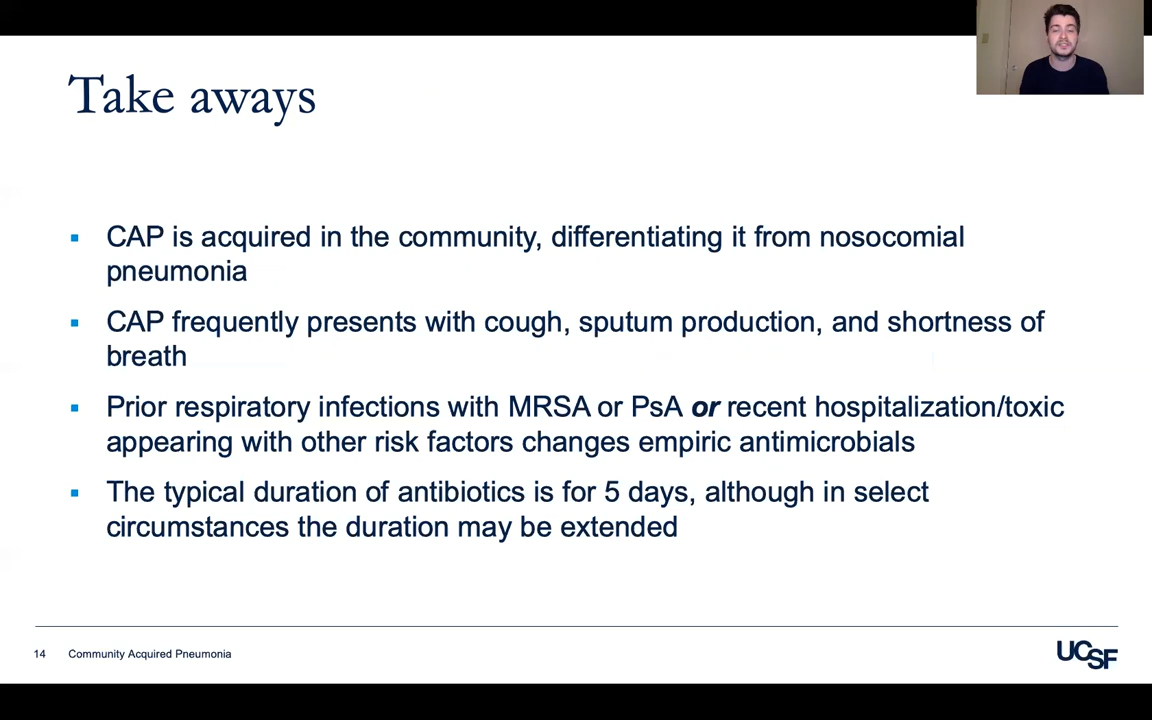 Take aways
▪ CAP is acquired in the community, differentiating it from nosocomial
pneumonia
▪ CAP frequently presents with cough, sputum production, and shortness of
breath
▪ Prior respiratory infections with MRSA or PsA or recent hospitalization/toxic
appearing with other risk factors changes empiric antimicrobials
▪ The typical duration of antibiotics is for 5 days, although in select
circumstances the duration may be extended
14 Community Acquired Pneumonia
UCSF